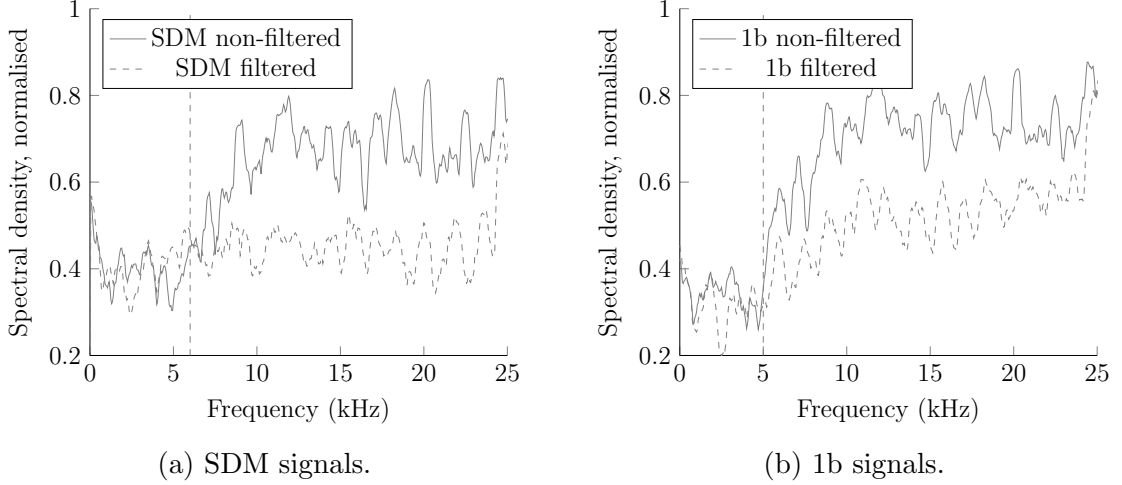 Spectral density, normalised
1
0.8
0.6
0.4
0.2
SDM non-filtered
SDM filtered
0 5 10 15 20 25
Frequency (kHz)
(a) SDM signals.
Spectral density, normalised
1
0.8
0.6
0.4
0.2
1b non-filtered
1b filtered
0 5 10 15 20 25
Frequency (kHz)
(b) 1b signals.